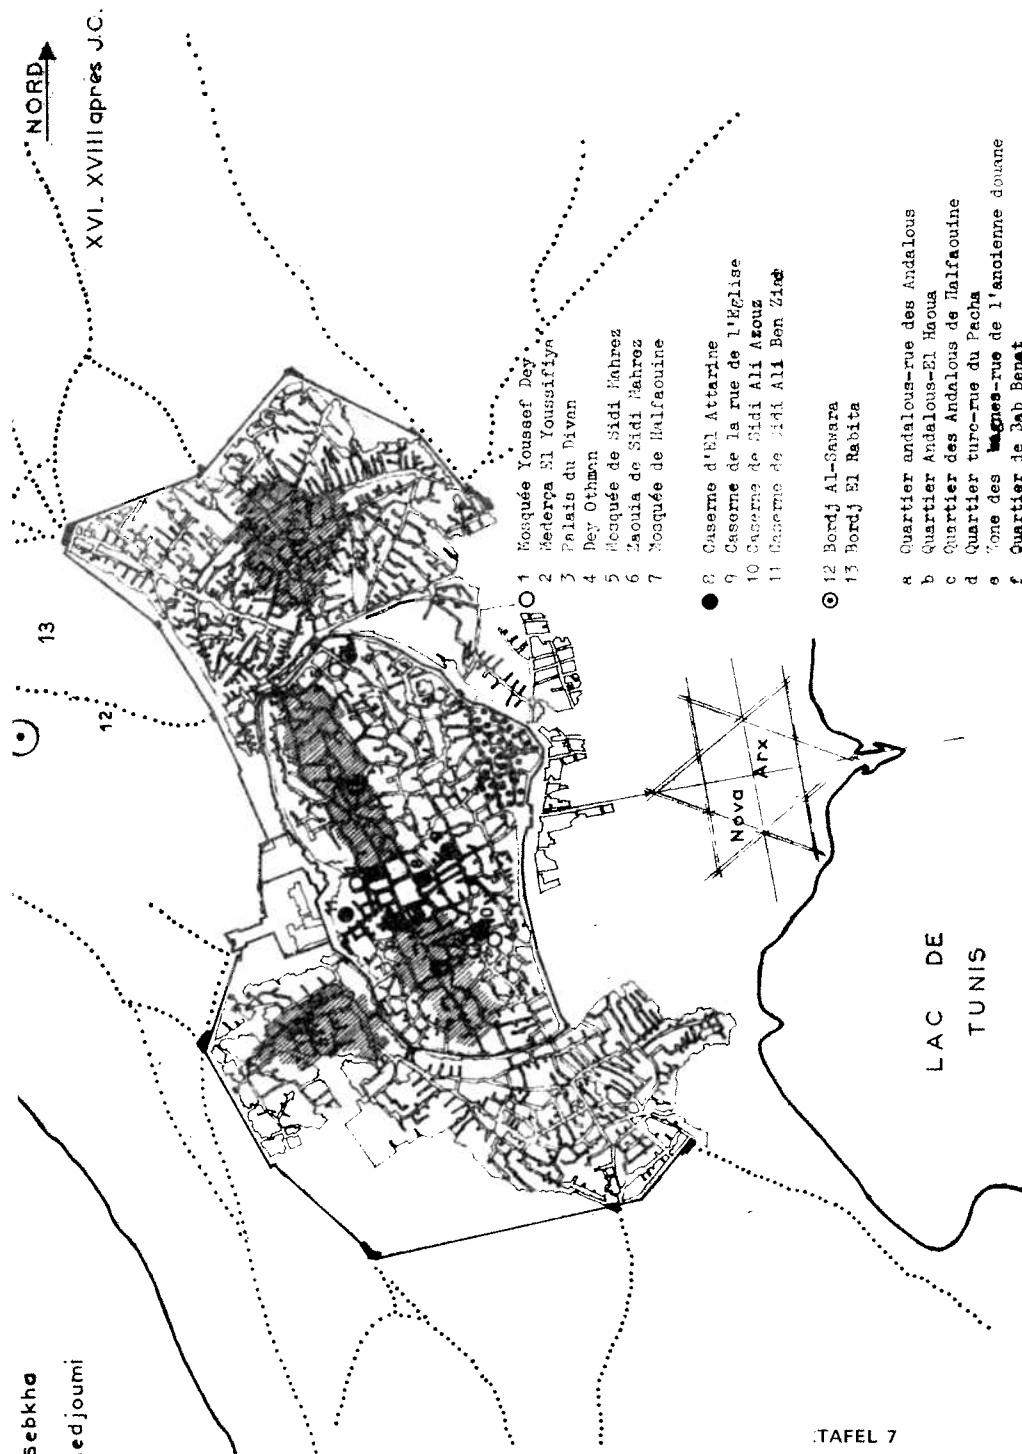 NORD
XVI_ XVIII après J.C.
sebkha
edjoumi
13
12
11
10
Nova Arx
LAC DE
TUNIS
1 Mosquée Youssef Dey
2 Mederça El Youssifiya
3 Palais du Divan
4 Dey Othman
5 Mosquée de Sidi Mahrez
6 Zaouia de Sidi Mahrez
7 Mosquée de Halfaouine
8 Caserne d'El Attarine
9 Caserne de la rue de l'Eglise
10 Caserne de Sidi Ali Azouz
11 Caserne de Sidi Ali Ben Ziad
12 Bordj Al-Sawara
13 Bordj El Rabita
a Quartier andalous-rue des Andalous
b Quartier Andalous-El Haoua
c Quartier des Andalous de Halfaouine
d Quartier turc-rue du Pacha
e Zone des bagnes-rue de l'ancienne douane
f Quartier de Bab Benat
TAFEL 7